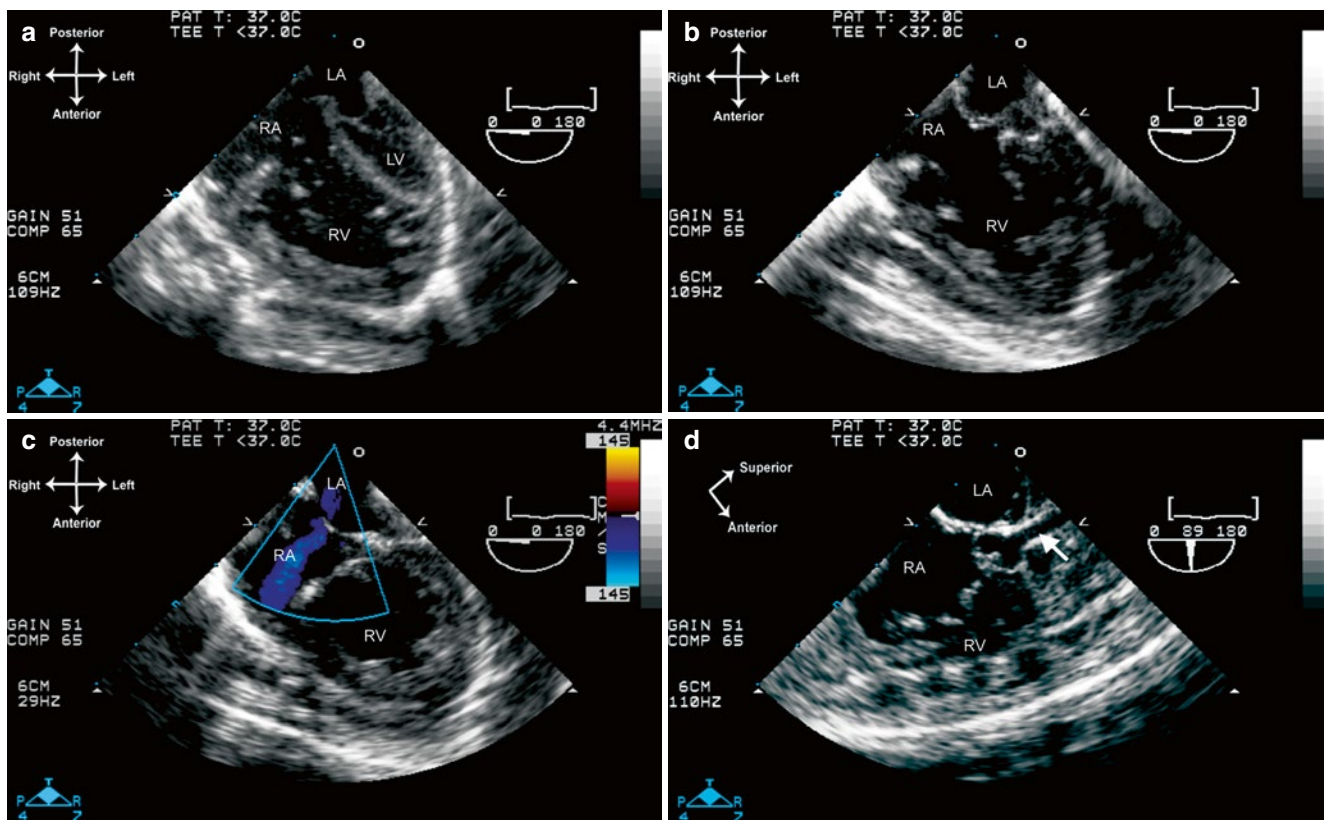 a
PAT T: 37.0C
TEE T <37.0C
Posterior
Right
Left
Anterior
LA
RA
LV
RV
0 0 180
GAIN 51
COMP 65
6CM
109HZ
P T R
4 7
b
PAT T: 37.0C
TEE T <37.0C
Posterior
Right
Left
Anterior
LA
RA
RV
0 0 180
GAIN 51
COMP 65
6CM
109HZ
P T R
4 7
c
PAT T: 37.0C
TEE T <37.0C
4.4MHZ
145
Posterior
Right
Left
Anterior
LA
RA
RV
0 0 180
145
GAIN 51
COMP 65
6CM
29HZ
P T R
4 7
d
PAT T: 37.0C
TEE T <37.0C
Superior
Anterior
LA
RA
RV
0 89 180
GAIN 51
COMP 65
6CM
110HZ
P T R
4 7